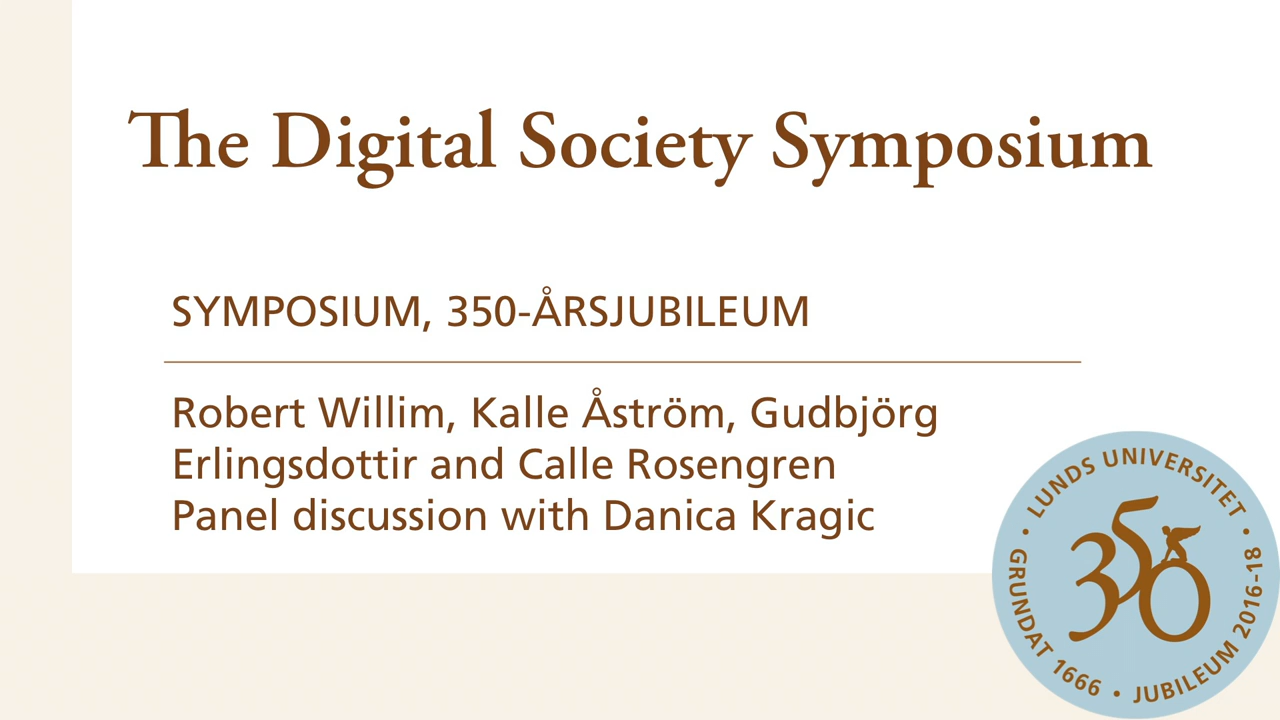 The Digital Society Symposium
SYMPOSIUM, 350-ÅRSJUBILEUM
Robert Willim, Kalle Åström, Gudbjörg
Erlingsdottir and Calle Rosengren
Panel discussion with Danica Kragic
• LUNDS UNIVERSITET •
350
GRUNDAT 1666 • JUBILEUM 2016-18